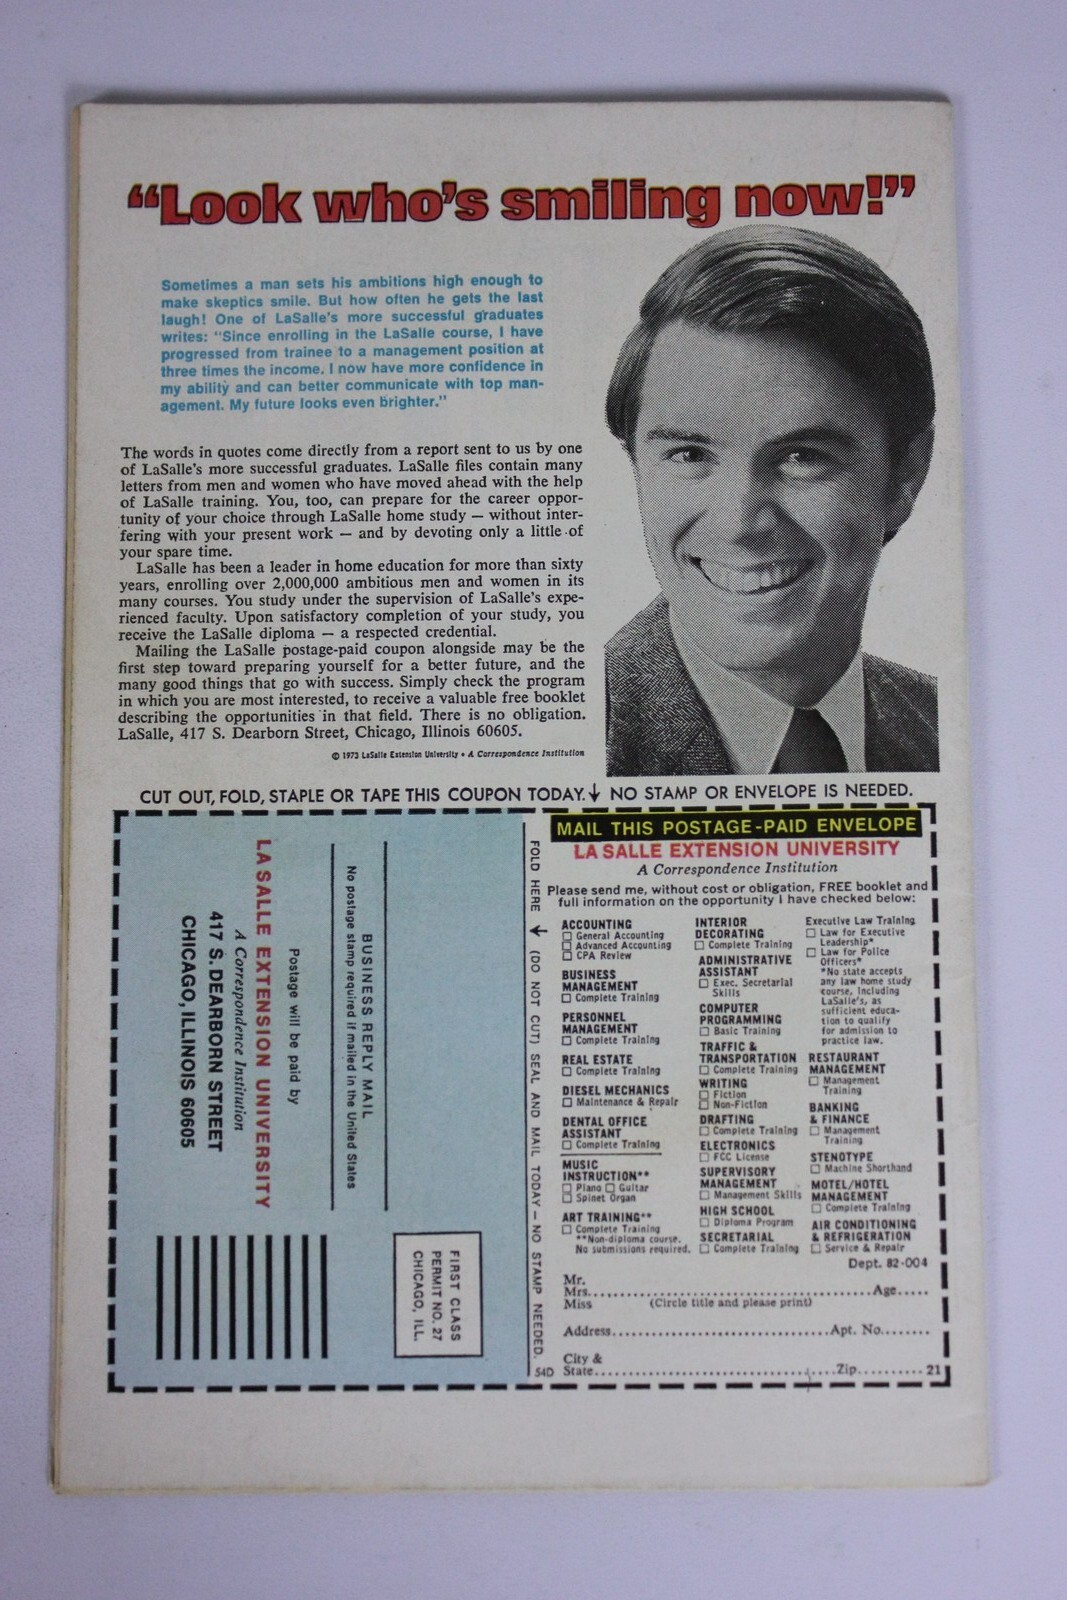 “Look who’s smiling now!”
Sometimes a man sets his ambitions high enough to
make skeptics smile. But how often he gets the last
laugh! One of LaSalle's more successful graduates
writes: "Since enrolling in the LaSalle course, I have
progressed from trainee to a management position at
three times the income. I now have more confidence in
my ability and can better communicate with top man-
agement. My future looks even brighter."
The words in quotes come directly from a report sent to us by one
of LaSalle's more successful graduates. LaSalle files contain many
letters from men and women who have moved ahead with the help
of LaSalle training. You, too, can prepare for the career oppor-
tunity of your choice through LaSalle home study — without inter-
fering with your present work — and by devoting only a little of
your spare time.
LaSalle has been a leader in home education for more than sixty
years, enrolling over 2,000,000 ambitious men and women in its
many courses. You study under the supervision of LaSalle's expe-
rienced faculty. Upon satisfactory completion of your study, you
receive the LaSalle diploma — a respected credential.
Mailing the LaSalle postage-paid coupon alongside may be the
first step toward preparing yourself for a better future, and the
many good things that go with success. Simply check the program
in which you are most interested, to receive a valuable free booklet
describing the opportunities in that field. There is no obligation.
LaSalle, 417 S. Dearborn Street, Chicago, Illinois 60605.
© 1973 LaSalle Extension University • A Correspondence Institution
CUT OUT, FOLD, STAPLE OR TAPE THIS COUPON TODAY. ↓ NO STAMP OR ENVELOPE IS NEEDED.
FIRST CLASS
PERMIT NO. 27
CHICAGO, ILL.
BUSINESS REPLY MAIL
No postage stamp required if mailed in the United States
Postage will be paid by
LA SALLE EXTENSION UNIVERSITY
A Correspondence Institution
417 S. DEARBORN STREET
CHICAGO, ILLINOIS 60605
FOLD HERE ← (DO NOT CUT) SEAL AND MAIL TODAY – NO STAMP NEEDED.
54D
MAIL THIS POSTAGE-PAID ENVELOPE
LA SALLE EXTENSION UNIVERSITY
A Correspondence Institution
Please send me, without cost or obligation, FREE booklet and
full information on the opportunity I have checked below:
ACCOUNTING
☐ General Accounting
☐ Advanced Accounting
☐ CPA Review
BUSINESS
MANAGEMENT
☐ Complete Training
PERSONNEL
MANAGEMENT
☐ Complete Training
REAL ESTATE
☐ Complete Training
DIESEL MECHANICS
☐ Maintenance & Repair
DENTAL OFFICE
ASSISTANT
☐ Complete Training
MUSIC
INSTRUCTION**
☐ Piano ☐ Guitar
☐ Spinet Organ
ART TRAINING**
☐ Complete Training
**Non-diploma course.
No submissions required.
INTERIOR
DECORATING
☐ Complete Training
ADMINISTRATIVE
ASSISTANT
☐ Exec. Secretarial
Skills
COMPUTER
PROGRAMMING
☐ Basic Training
TRAFFIC &
TRANSPORTATION
☐ Complete Training
WRITING
☐ Fiction
☐ Non-Fiction
DRAFTING
☐ Complete Training
ELECTRONICS
☐ FCC License
SUPERVISORY
MANAGEMENT
☐ Management Skills
HIGH SCHOOL
☐ Diploma Program
SECRETARIAL
☐ Complete Training
Executive Law Training
☐ Law for Executive
Leadership*
☐ Law for Police
Officers*
*No state accepts
any law home study
course, including
LaSalle's, as
sufficient educa-
tion to qualify
for admission to
practice law.
RESTAURANT
MANAGEMENT
☐ Management
Training
BANKING
& FINANCE
☐ Management
Training
STENOTYPE
☐ Machine Shorthand
MOTEL/HOTEL
MANAGEMENT
☐ Complete Training
AIR CONDITIONING
& REFRIGERATION
☐ Service & Repair
Dept. 82-004
Mr.
Mrs. Age
Miss (Circle title and please print)
Address Apt. No.
City &
State Zip 21